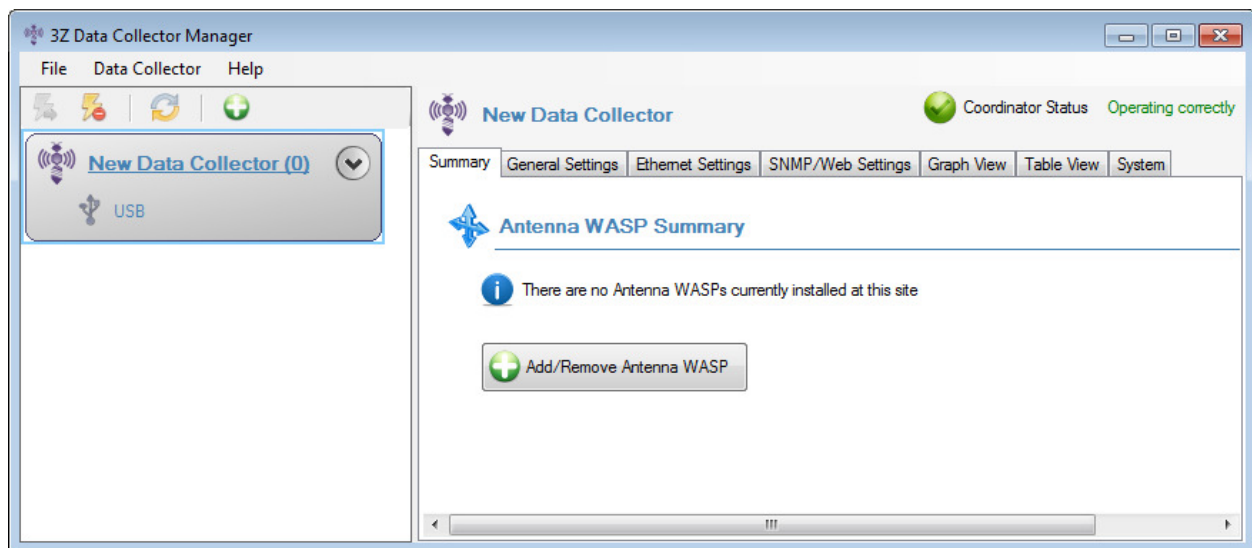 3Z Data Collector Manager
File Data Collector Help
New Data Collector (0)
USB
New Data Collector
Coordinator Status Operating correctly
Summary General Settings Ethernet Settings SNMP/Web Settings Graph View Table View System
Antenna WASP Summary
There are no Antenna WASPs currently installed at this site
Add/Remove Antenna WASP